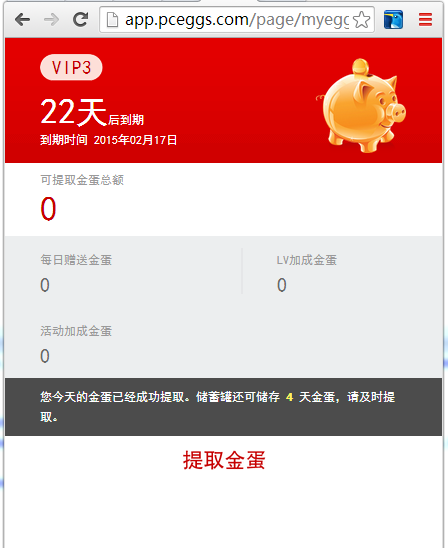 app.pceggs.com/page/myegg
VIP3
22天后到期
到期时间 2015年02月17日
可提取金蛋总额
0
每日赠送金蛋
LV加成金蛋
0
0
活动加成金蛋
0
您今天的金蛋已经成功提取。储蓄罐还可储存 4 天金蛋，请及时提
取。
提取金蛋